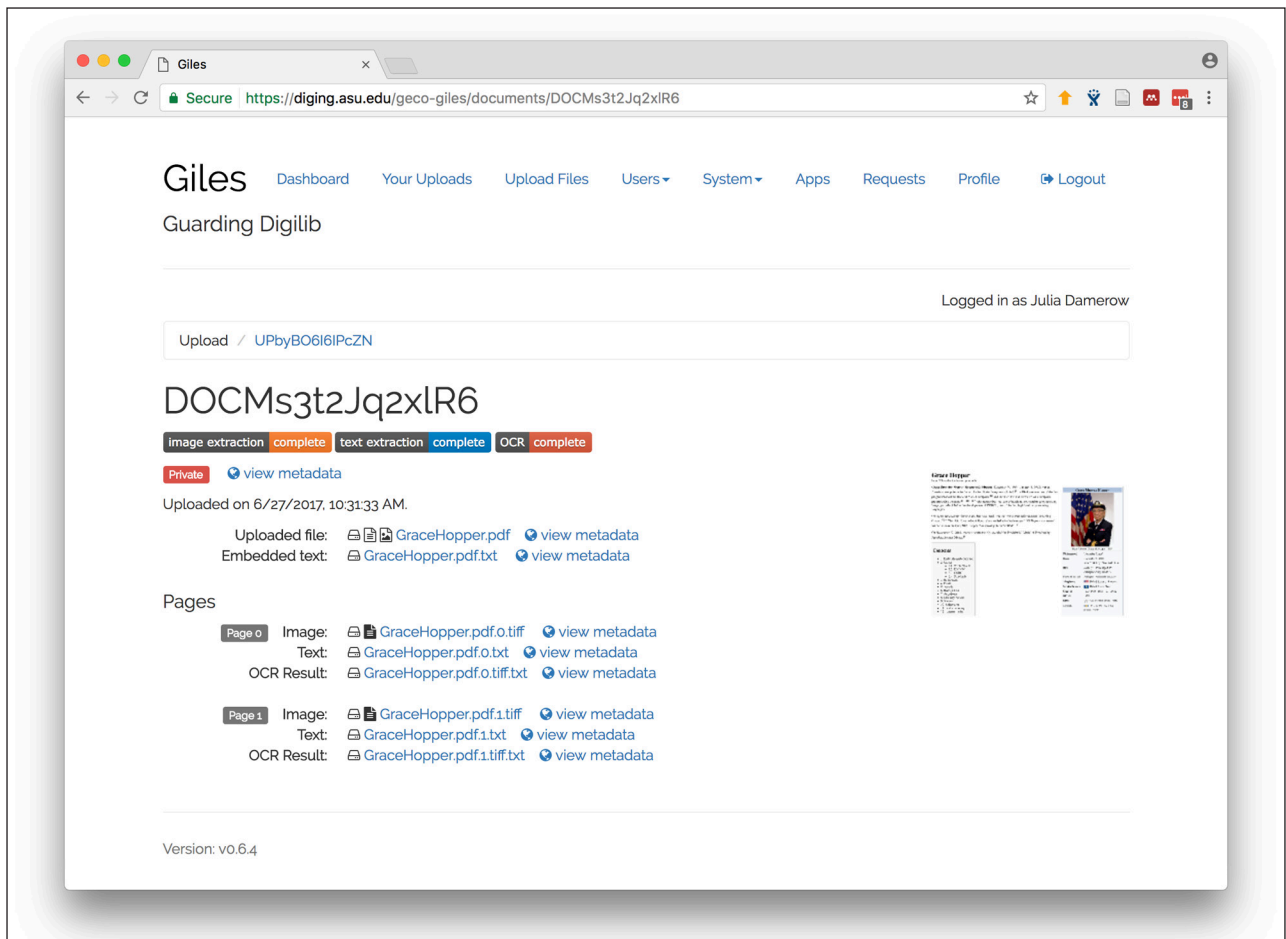 Giles
Secure https://diging.asu.edu/geco-giles/documents/DOCMs3t2Jq2xlR6
8
Giles Dashboard Your Uploads Upload Files Users System Apps Requests Profile Logout
Guarding Digilib
Logged in as Julia Damerow
Upload / UPbyBO6I6IPcZN
DOCMs3t2Jq2xlR6
image extraction complete text extraction complete OCR complete
Private view metadata
Uploaded on 6/27/2017, 10:31:33 AM.
Uploaded file: GraceHopper.pdf view metadata
Embedded text: GraceHopper.pdf.txt view metadata
Grace Hopper
Contents
Pages
Page 0 Image: GraceHopper.pdf.0.tiff view metadata
Text: GraceHopper.pdf.0.txt view metadata
OCR Result: GraceHopper.pdf.0.tiff.txt view metadata
Page 1 Image: GraceHopper.pdf.1.tiff view metadata
Text: GraceHopper.pdf.1.txt view metadata
OCR Result: GraceHopper.pdf.1.tiff.txt view metadata
Version: v0.6.4